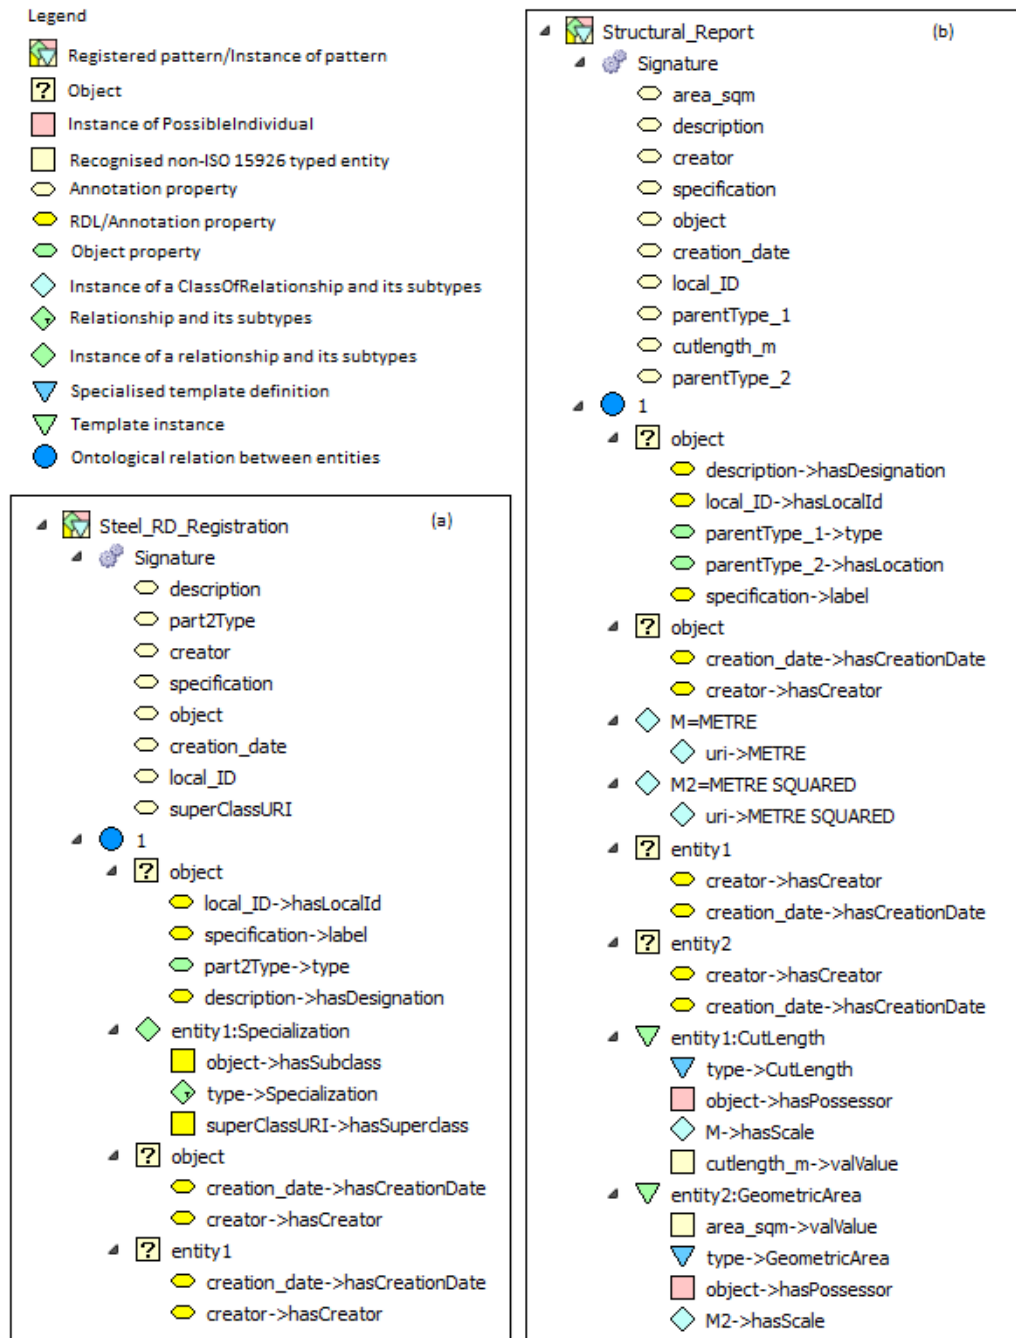 Legend
Registered pattern/Instance of pattern
? Object
Instance of PossibleIndividual
Recognised non-ISO 15926 typed entity
Annotation property
RDL/Annotation property
Object property
Instance of a ClassOfRelationship and its subtypes
Relationship and its subtypes
Instance of a relationship and its subtypes
Specialised template definition
Template instance
Ontological relation between entities
Steel_RD_Registration (a)
Signature
description
part2Type
creator
specification
object
creation_date
local_ID
superClassURI
1
? object
local_ID->hasLocalId
specification->label
part2Type->type
description->hasDesignation
entity1:Specialization
object->hasSubclass
type->Specialization
superClassURI->hasSuperclass
? object
creation_date->hasCreationDate
creator->hasCreator
? entity1
creation_date->hasCreationDate
creator->hasCreator
Structural_Report (b)
Signature
area_sqm
description
creator
specification
object
creation_date
local_ID
parentType_1
cutlength_m
parentType_2
1
? object
description->hasDesignation
local_ID->hasLocalId
parentType_1->type
parentType_2->hasLocation
specification->label
? object
creation_date->hasCreationDate
creator->hasCreator
M=METRE
uri->METRE
M2=METRE SQUARED
uri->METRE SQUARED
? entity1
creator->hasCreator
creation_date->hasCreationDate
? entity2
creator->hasCreator
creation_date->hasCreationDate
entity1:CutLength
type->CutLength
object->hasPossessor
M->hasScale
cutlength_m->valValue
entity2:GeometricArea
area_sqm->valValue
type->GeometricArea
object->hasPossessor
M2->hasScale